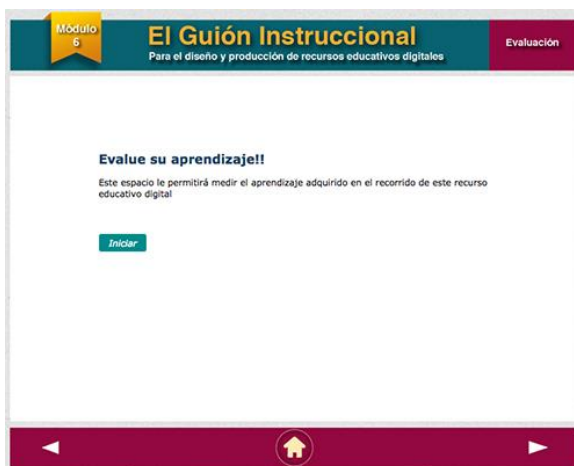 Módulo
6
El Guión Instruccional
Para el diseño y producción de recursos educativos digitales
Evaluación
Evalue su aprendizaje!!
Este espacio le permitirá medir el aprendizaje adquirido en el recorrido de este recurso
educativo digital
Iniciar